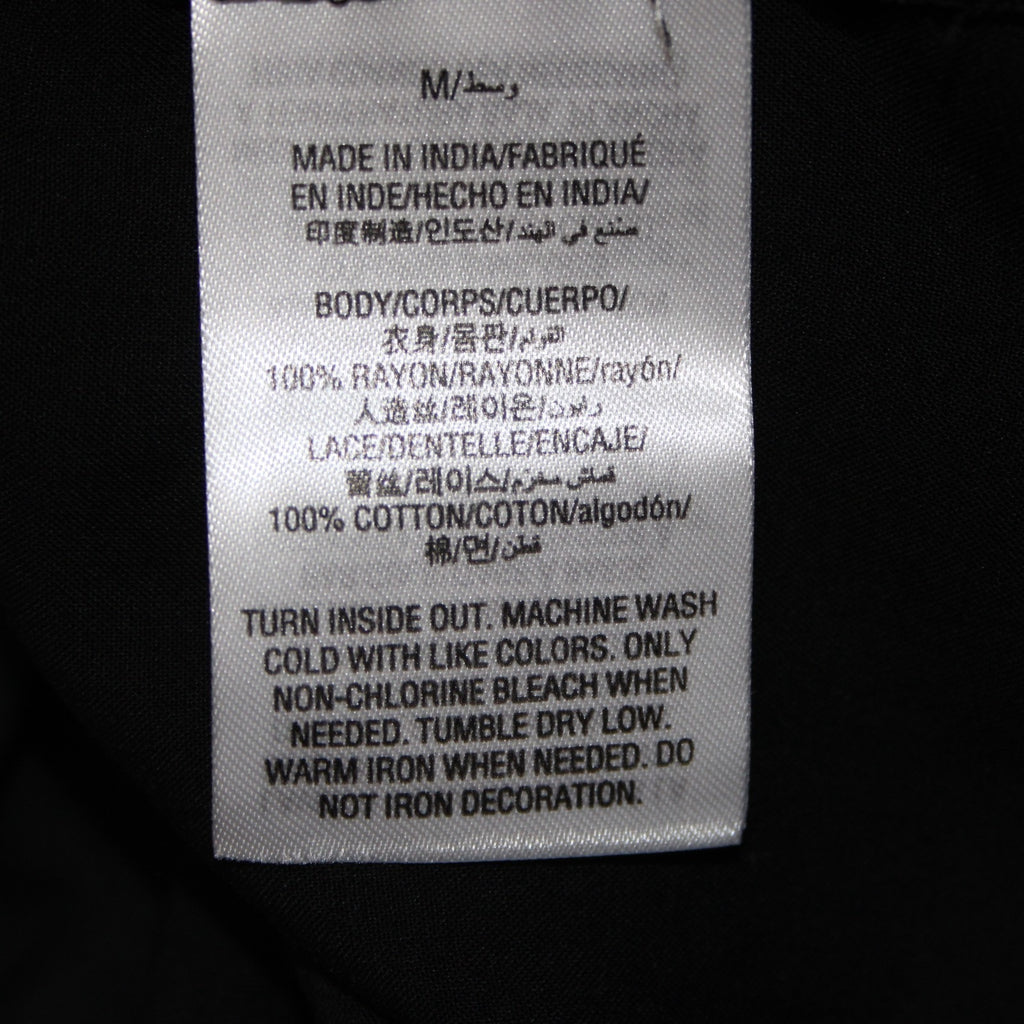 M/وسط
MADE IN INDIA/FABRIQUÉ
EN INDE/HECHO EN INDIA/
印度制造/인도산/صنع في الهند
BODY/CORPS/CUERPO/
衣身/몸판/
100% RAYON/RAYONNE/rayón/
人造丝/레이온/رايون
LACE/DENTELLE/ENCAJE/
蕾丝/레이스/قماش مخرم
100% COTTON/COTON/algodón/
棉/면/قطن
TURN INSIDE OUT. MACHINE WASH
COLD WITH LIKE COLORS. ONLY
NON-CHLORINE BLEACH WHEN
NEEDED. TUMBLE DRY LOW.
WARM IRON WHEN NEEDED. DO
NOT IRON DECORATION.